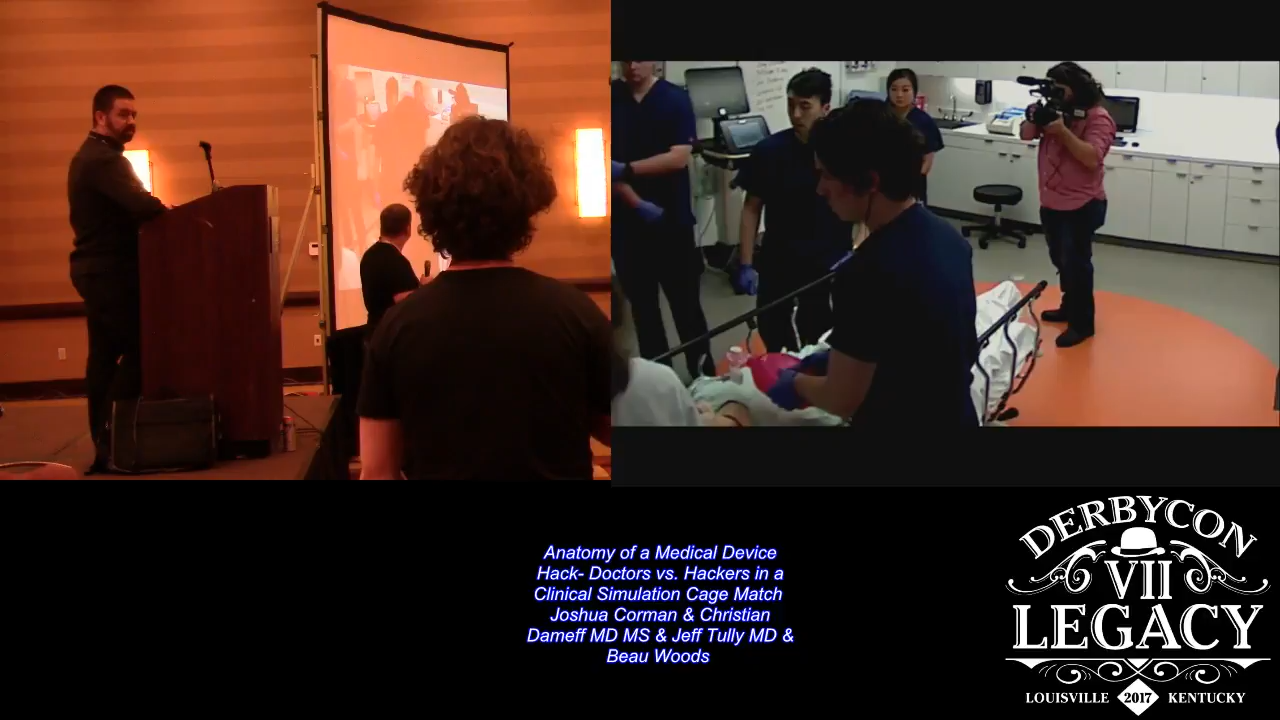 Anatomy of a Medical Device
Hack- Doctors vs. Hackers in a
Clinical Simulation Cage Match
Joshua Corman & Christian
Dameff MD MS & Jeff Tully MD &
Beau Woods
DERBYCON
VII
LEGACY
LOUISVILLE 2017 KENTUCKY